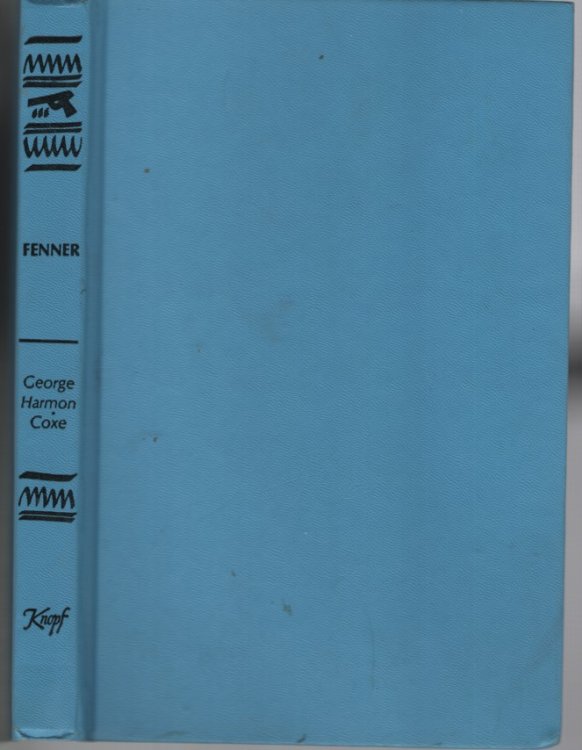 FENNER
George
Harmon
Coxe
Knopf